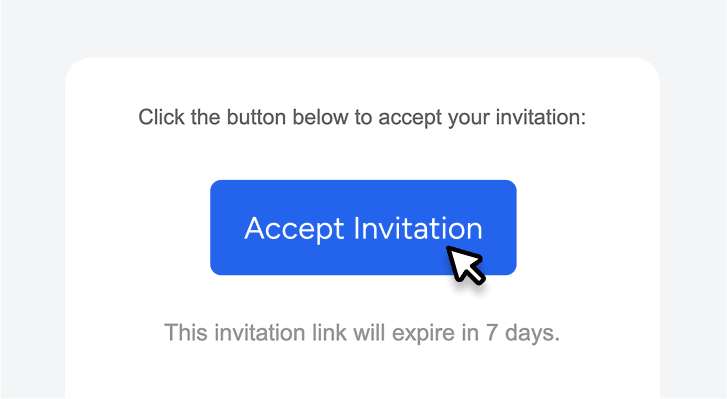 Click the button below to accept your invitation:
Accept Invitation
This invitation link will expire in 7 days.